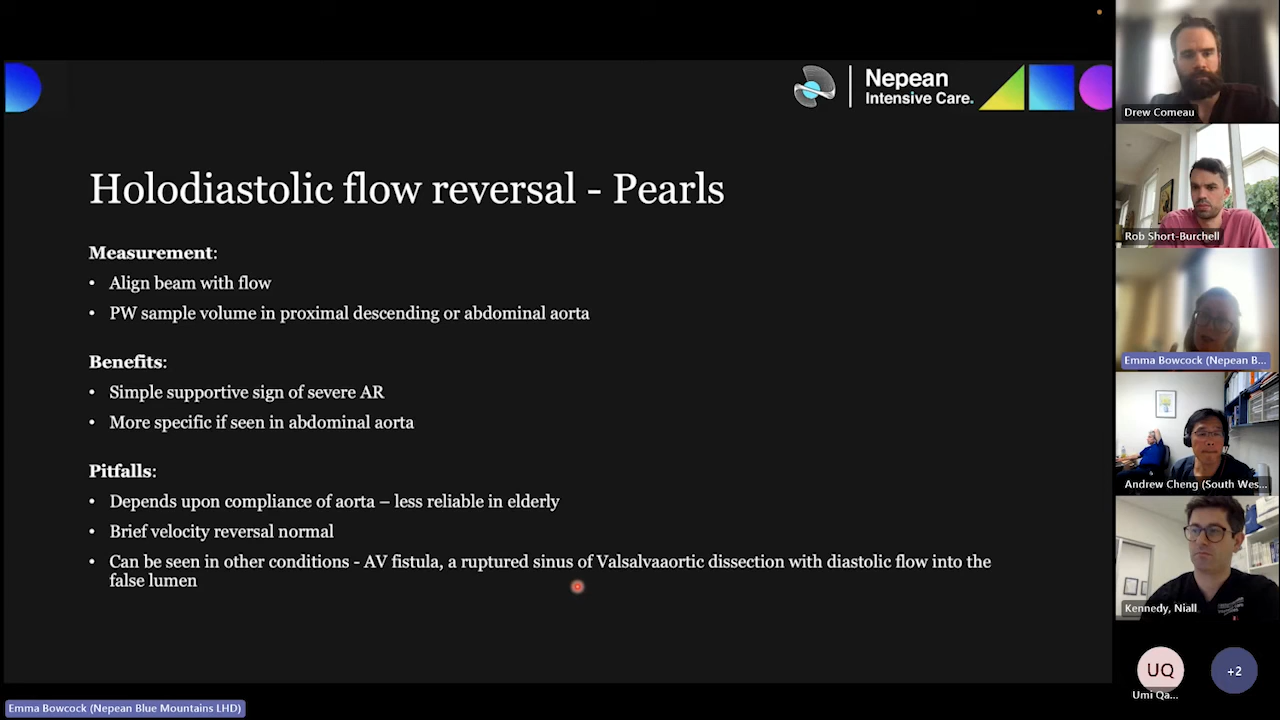 Nepean
Intensive Care.
Holodiastolic flow reversal - Pearls
Measurement:
• Align beam with flow
• PW sample volume in proximal descending or abdominal aorta
Benefits:
• Simple supportive sign of severe AR
• More specific if seen in abdominal aorta
Pitfalls:
• Depends upon compliance of aorta – less reliable in elderly
• Brief velocity reversal normal
• Can be seen in other conditions - AV fistula, a ruptured sinus of Valsalvaaortic dissection with diastolic flow into the
false lumen
Emma Bowcock (Nepean Blue Mountains LHD)
Drew Comeau
Rob Short-Burchell
Emma Bowcock (Nepean B...
Andrew Cheng (South Wes...
Kennedy, Niall
UQ
Umi Qa...
+2